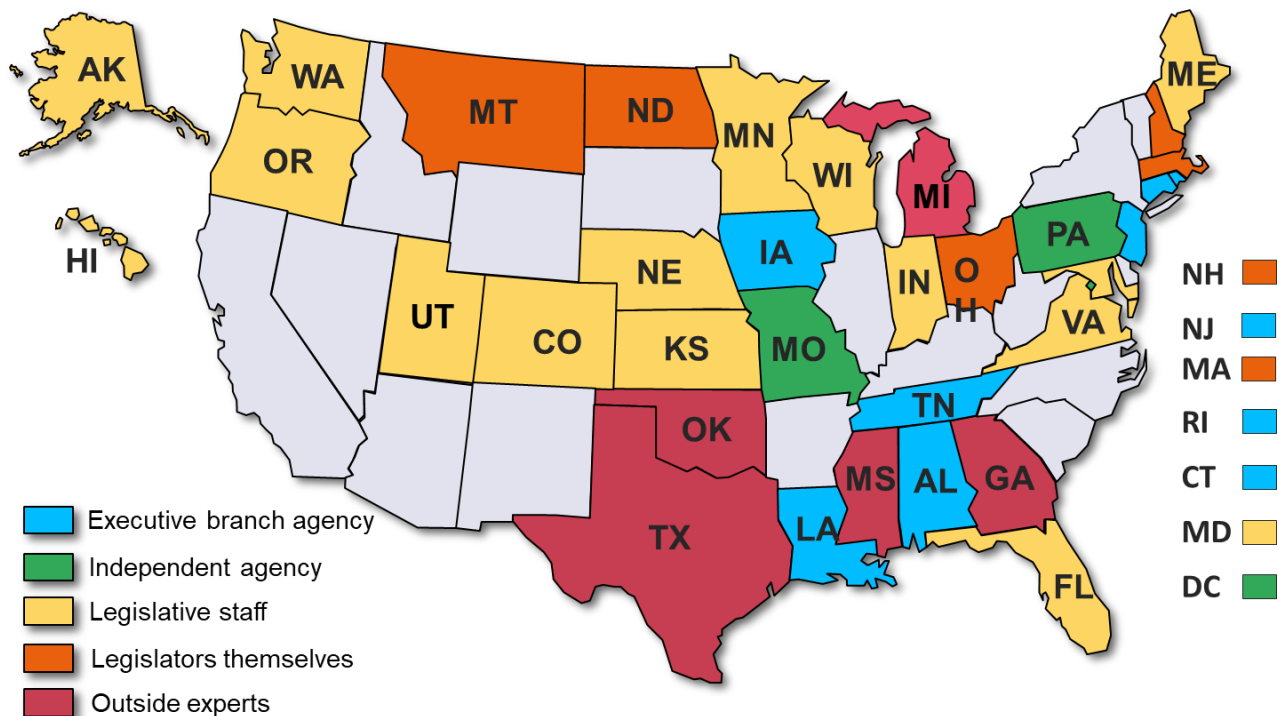 AK
WA
MT
ND
MN
ME
OR
WI
MI
HI
IA
PA
NE
IN
O
H
UT
CO
KS
MO
VA
TN
OK
MS
AL
GA
TX
LA
FL
NH
NJ
MA
RI
CT
MD
DC
Executive branch agency
Independent agency
Legislative staff
Legislators themselves
Outside experts